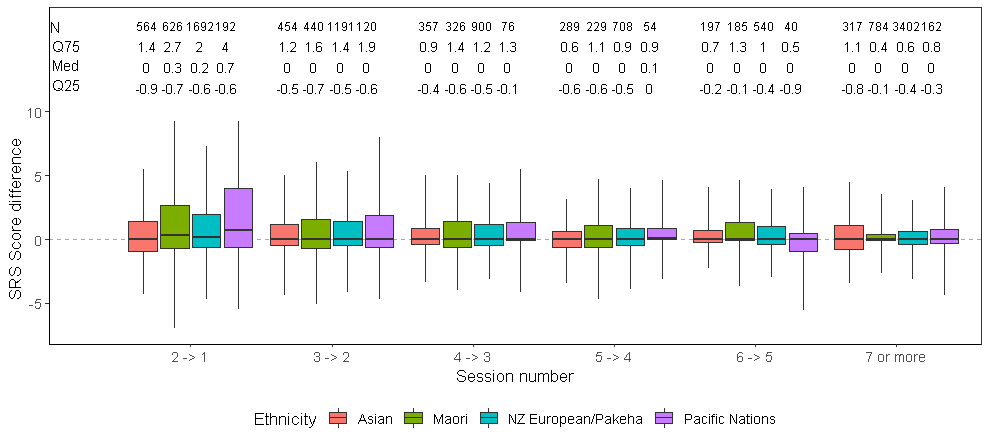 N 564 626 1692 192 454 440 1191 120 357 326 900 76 289 229 708 54 197 185 540 40 317 784 3402 162
Q75 1.4 2.7 2 4 1.2 1.6 1.4 1.9 0.9 1.4 1.2 1.3 0.6 1.1 0.9 0.9 0.7 1.3 1 0.5 1.1 0.4 0.6 0.8
Med 0 0.3 0.2 0.7 0 0 0 0 0 0 0 0 0 0 0 0.1 0 0 0 0 0 0 0 0
Q25 -0.9 -0.7 -0.6 -0.6 -0.5 -0.7 -0.5 -0.6 -0.4 -0.6 -0.5 -0.1 -0.6 -0.6 -0.5 0 -0.2 -0.1 -0.4 -0.9 -0.8 -0.1 -0.4 -0.3
10
5
0
-5
SRS Score difference
2 -> 1 3 -> 2 4 -> 3 5 -> 4 6 -> 5 7 or more
Session number
Ethnicity Asian Maori NZ European/Pakeha Pacific Nations